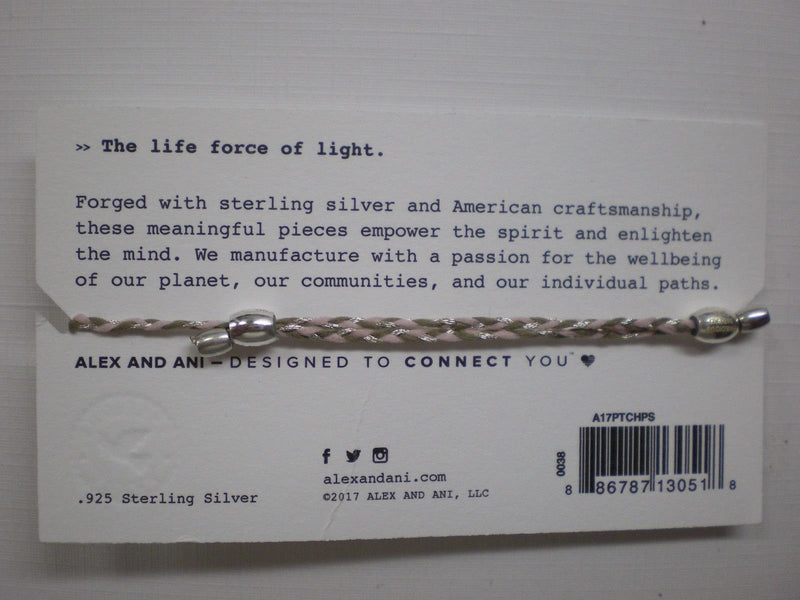 >> The life force of light.
Forged with sterling silver and American craftsmanship,
these meaningful pieces empower the spirit and enlighten
the mind. We manufacture with a passion for the wellbeing
of our planet, our communities, and our individual paths.
ALEX AND ANI — DESIGNED TO CONNECT YOU™
A17PTCHPS
0038
8 86787 13051 8
alexandani.com
©2017 ALEX AND ANI, LLC
.925 Sterling Silver